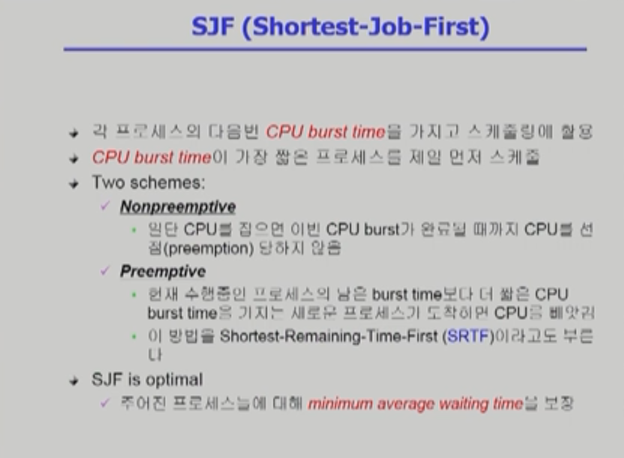 SJF (Shortest-Job-First)
각 프로세스의 다음번 CPU burst time을 가지고 스케줄링에 활용
CPU burst time이 가장 짧은 프로세스를 제일 먼저 스케줄
Two schemes:
Nonpreemptive
일단 CPU를 잡으면 이번 CPU burst가 완료될 때까지 CPU를 선
점(preemption) 당하지 않음
Preemptive
현재 수행중인 프로세스의 남은 burst time보다 더 짧은 CPU
burst time을 가지는 새로운 프로세스가 도착하면 CPU를 빼앗김
이 방법을 Shortest-Remaining-Time-First (SRTF)이라고도 부른
다
SJF is optimal
주어진 프로세스들에 대해 minimum average waiting time을 보장